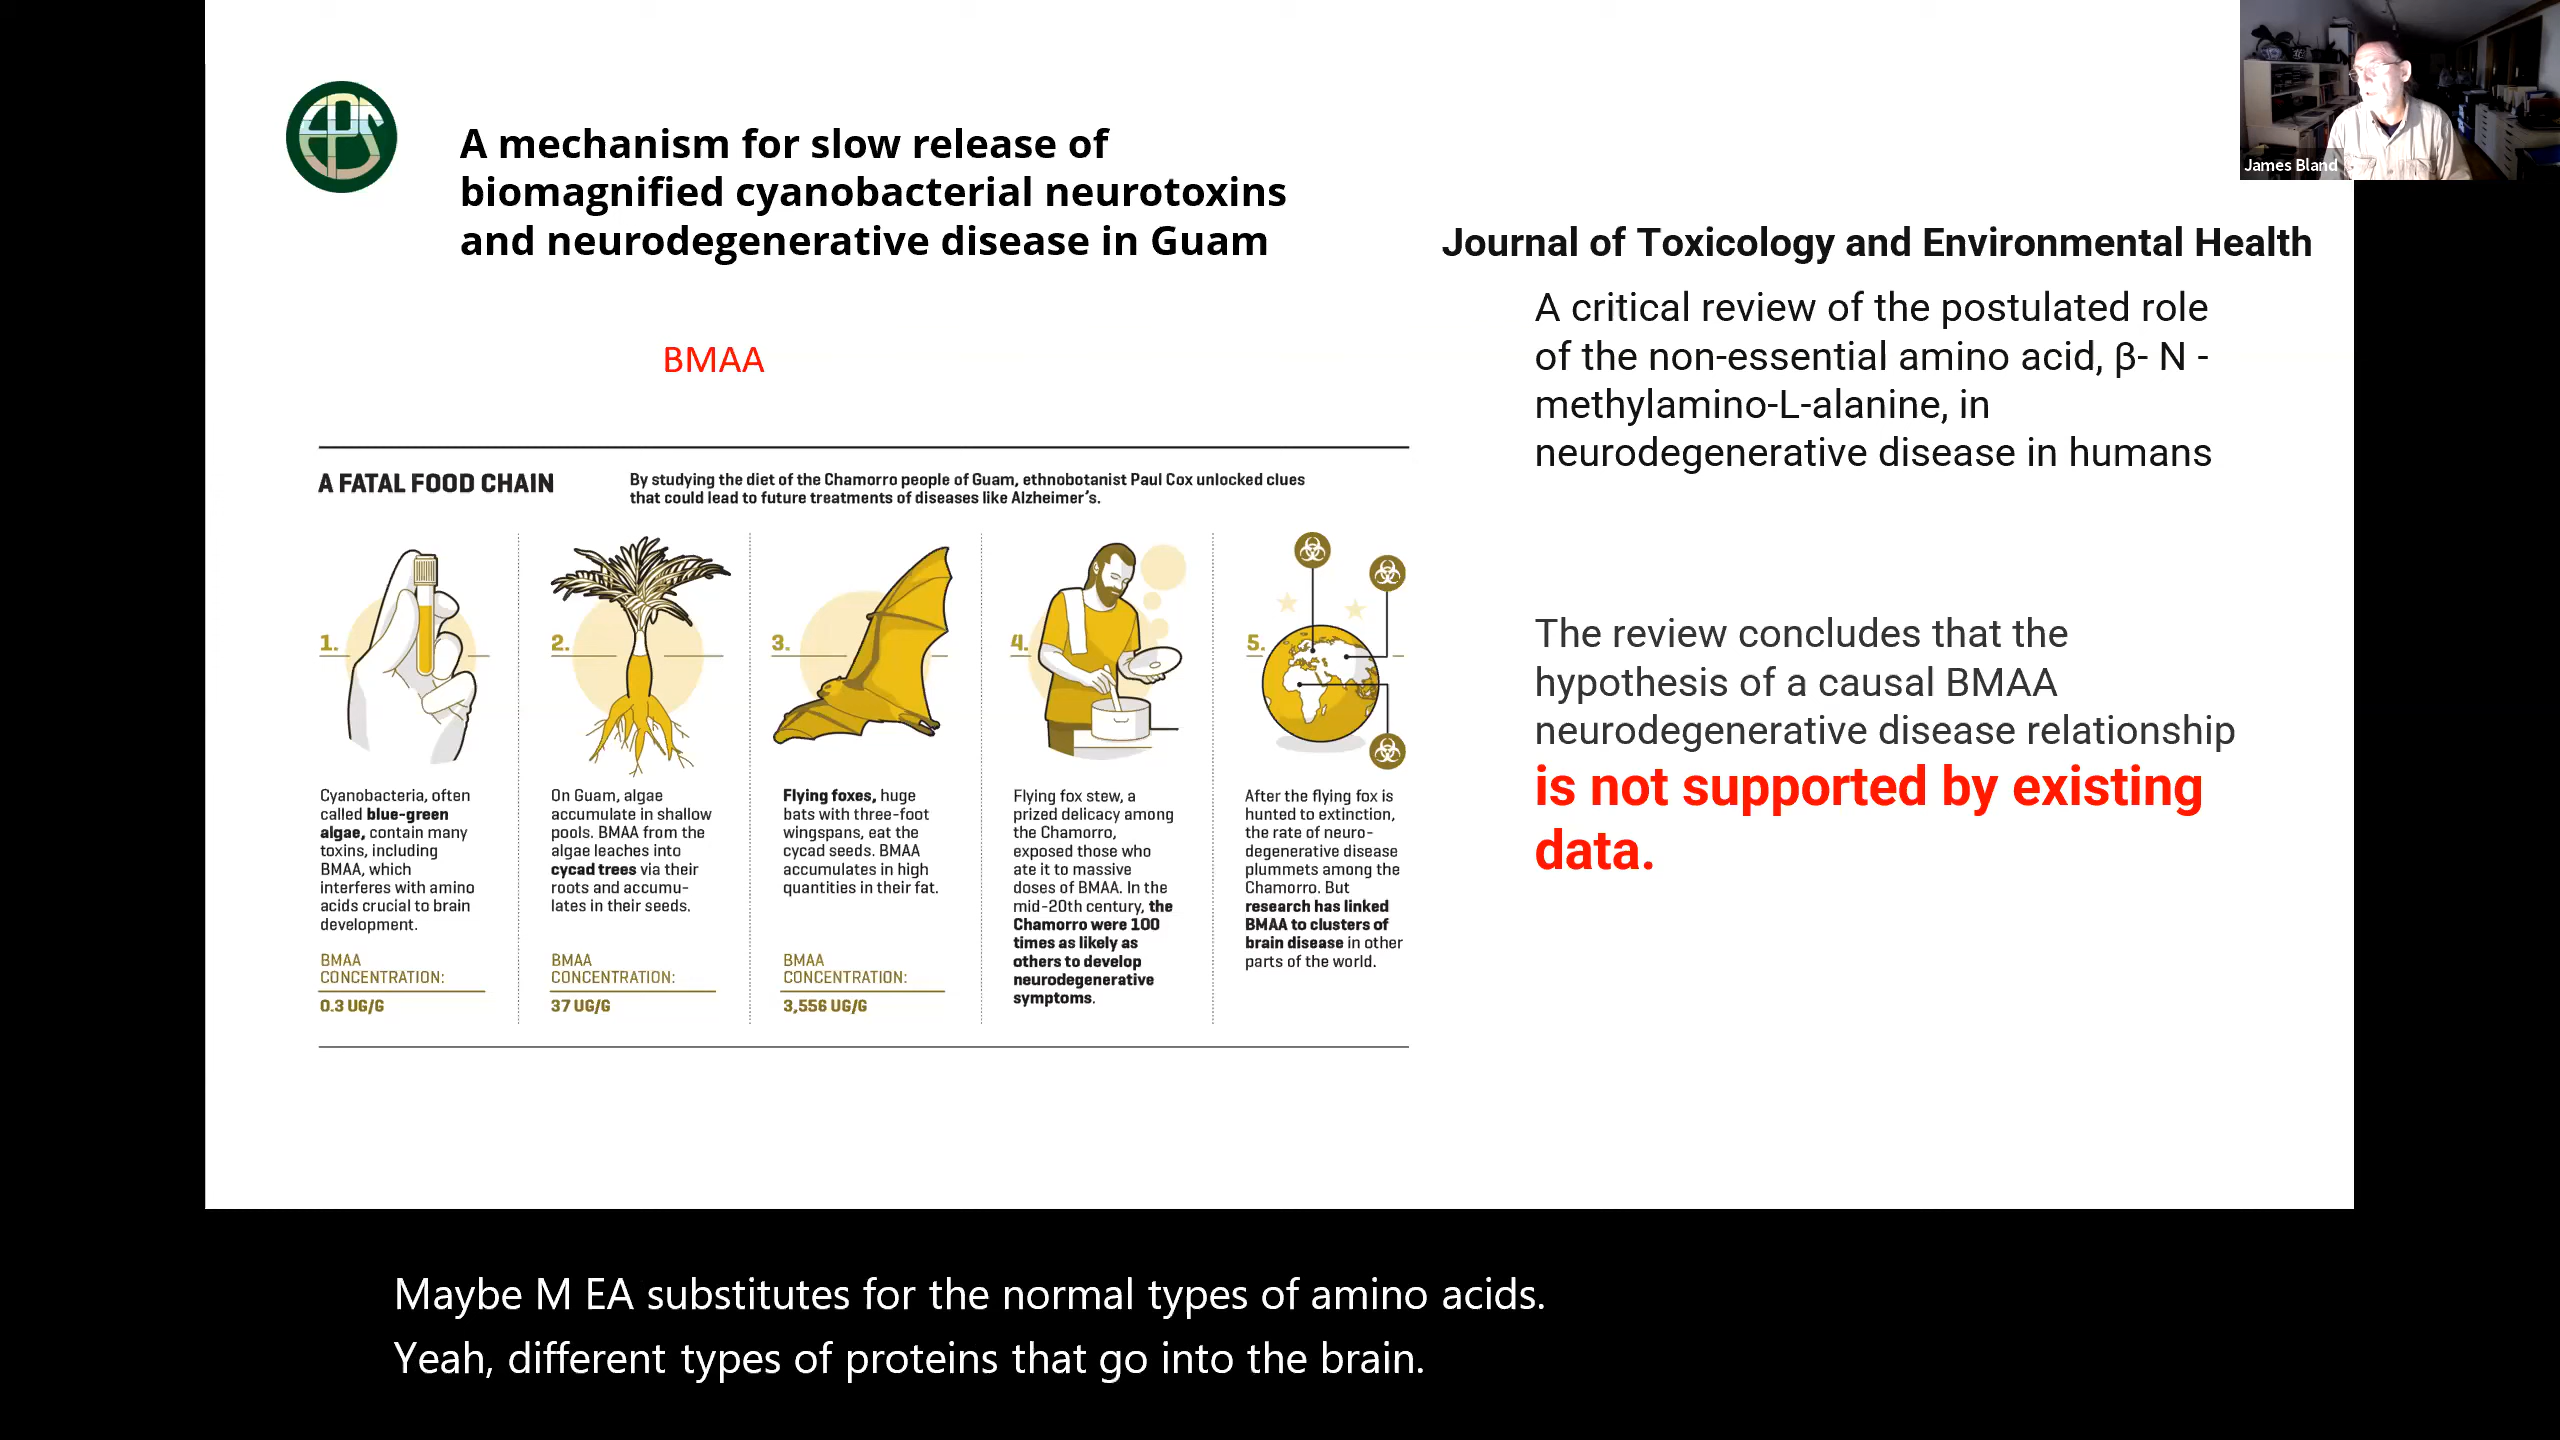 A mechanism for slow release of
biomagnified cyanobacterial neurotoxins
and neurodegenerative disease in Guam
BMAA
A FATAL FOOD CHAIN
By studying the diet of the Chamorro people of Guam, ethnobotanist Paul Cox unlocked clues
that could lead to future treatments of diseases like Alzheimer's.
1.
Cyanobacteria, often
called blue-green
algae, contain many
toxins, including
BMAA, which
interferes with amino
acids crucial to brain
development.
BMAA
CONCENTRATION:
0.3 UG/G
2.
On Guam, algae
accumulate in shallow
pools. BMAA from the
algae leaches into
cycad trees via their
roots and accumu-
lates in their seeds.
BMAA
CONCENTRATION:
37 UG/G
3.
Flying foxes, huge
bats with three-foot
wingspans, eat the
cycad seeds. BMAA
accumulates in high
quantities in their fat.
BMAA
CONCENTRATION:
3,556 UG/G
4.
Flying fox stew, a
prized delicacy among
the Chamorro,
exposed those who
ate it to massive
doses of BMAA. In the
mid-20th century, the
Chamorro were 100
times as likely as
others to develop
neurodegenerative
symptoms.
5.
After the flying fox is
hunted to extinction,
the rate of neuro-
degenerative disease
plummets among the
Chamorro. But
research has linked
BMAA to clusters of
brain disease in other
parts of the world.
Journal of Toxicology and Environmental Health
A critical review of the postulated role
of the non-essential amino acid, β- N -
methylamino-L-alanine, in
neurodegenerative disease in humans
The review concludes that the
hypothesis of a causal BMAA
neurodegenerative disease relationship
is not supported by existing
data.
James Bland
Maybe M EA substitutes for the normal types of amino acids.
Yeah, different types of proteins that go into the brain.